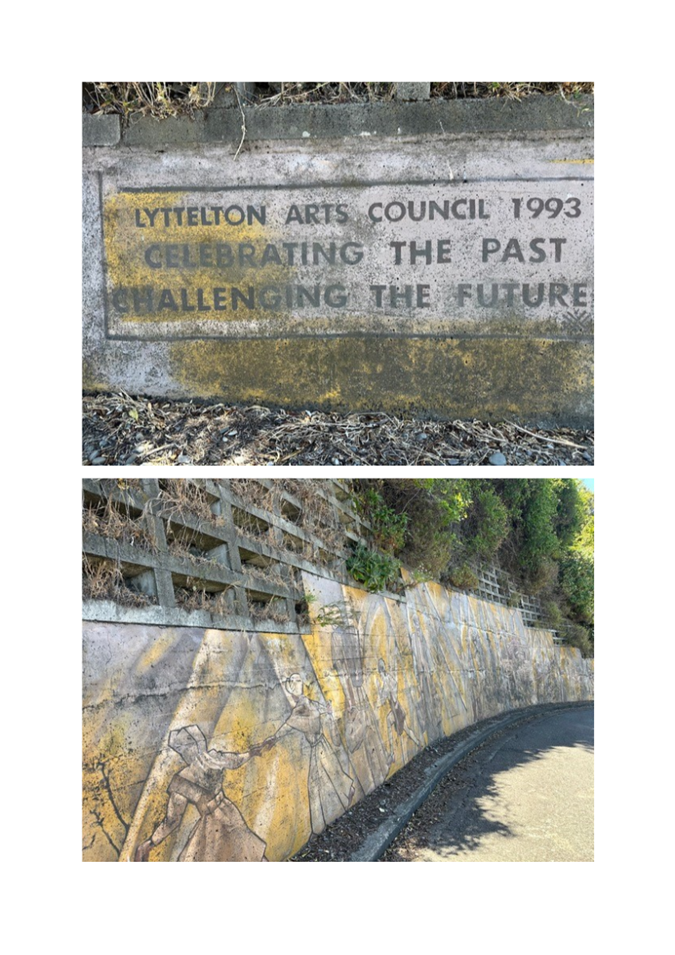 LYTTELTON ARTS COUNCIL 1993
CELEBRATING THE PAST
CHALLENGING THE FUTURE